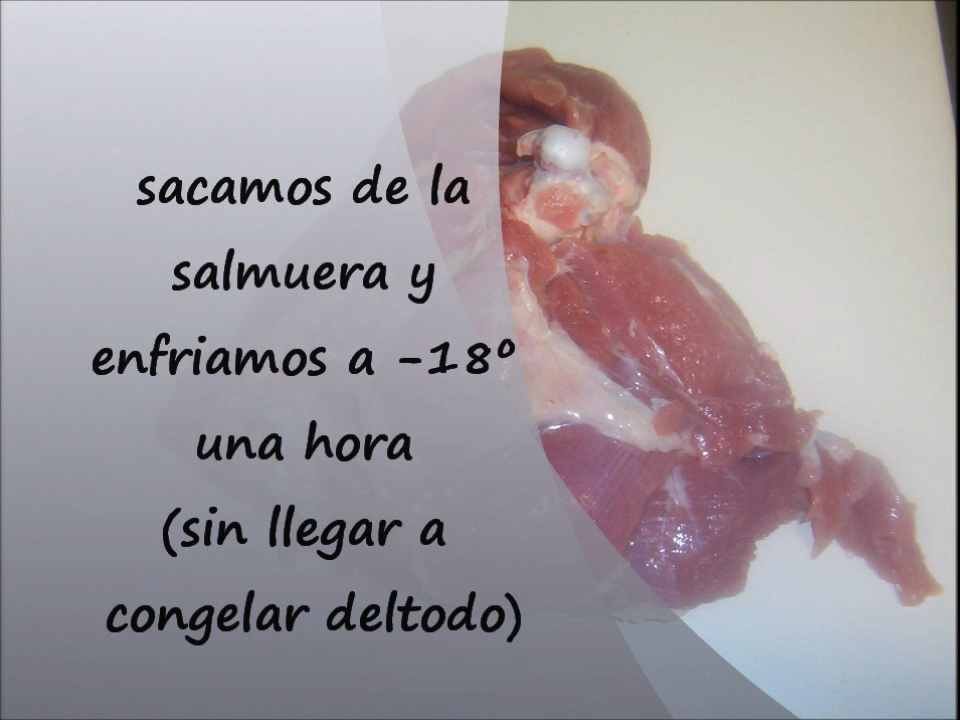 sacamos de la
salmuera y
enfriamos a -18º
una hora
(sin llegar a
congelar deltodo)